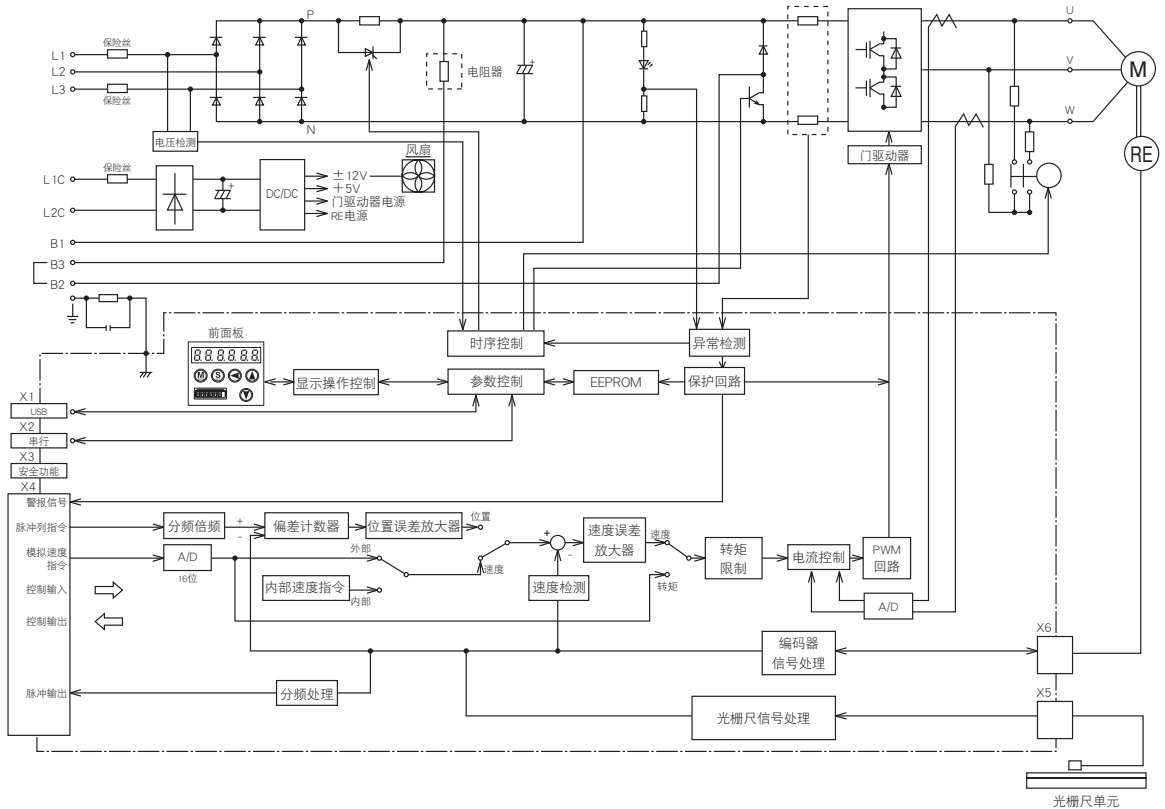 P
U
保险丝
L1
L2
V
L3
M
电阻器
保险丝
W
N
电压检测
RE
门驱动器
风扇
保险丝
L1C
±12V
+5V
DC/DC
门驱动器电源
L2C
RE电源
B1
B3
B2
前面板
时序控制
异常检测
8.8.8.8.8.8
M S
显示操作控制
参数控制
EEPROM
保护回路
X1
USB
X2
串行
X3
安全功能
X4
警报信号
脉冲列指令
分频倍频
+
-
偏差计数器
位置误差放大器
位置
速度误差
放大器
速度
模拟速度
指令
A/D
16位
外部
速度
+
-
转矩
限制
电流控制
PWM
回路
内部速度指令
内部
速度检测
转矩
控制输入
A/D
控制输出
X6
编码器
信号处理
脉冲输出
分频处理
X5
光栅尺信号处理
光栅尺单元